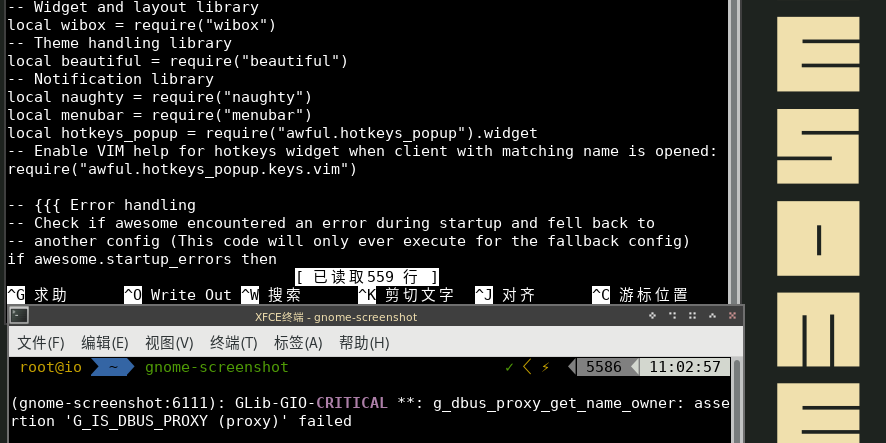 -- Widget and layout library
local wibox = require("wibox")
-- Theme handling library
local beautiful = require("beautiful")
-- Notification library
local naughty = require("naughty")
local menubar = require("menubar")
local hotkeys_popup = require("awful.hotkeys_popup").widget
-- Enable VIM help for hotkeys widget when client with matching name is opened:
require("awful.hotkeys_popup.keys.vim")
-- {{{ Error handling
-- Check if awesome encountered an error during startup and fell back to
-- another config (This code will only ever execute for the fallback config)
if awesome.startup_errors then
[ 已读取559 行 ]
^G 求助 ^O Write Out ^W 搜索 ^K 剪切文字 ^J 对齐 ^C 游标位置
XFCE终端 - gnome-screenshot
文件(F) 编辑(E) 视图(V) 终端(T) 标签(A) 帮助(H)
root@io ~ gnome-screenshot ✓ ⚡ 5586 11:02:57
(gnome-screenshot:6111): GLib-GIO-CRITICAL **: g_dbus_proxy_get_name_owner: asse
rtion 'G_IS_DBUS_PROXY (proxy)' failed
E
S
O
M
E